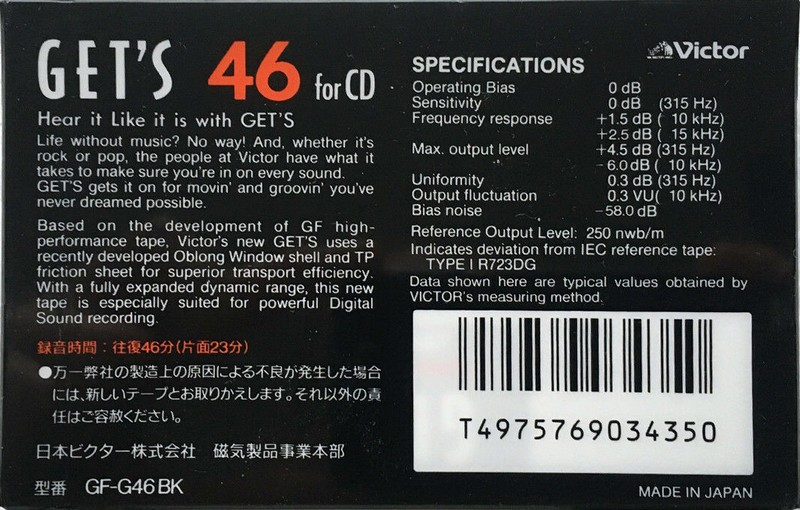 GET'S 46 for CD
Hear it Like it is with GET'S
Life without music? No way! And, whether it's
rock or pop, the people at Victor have what it
takes to make sure you're in on every sound.
GET'S gets it on for movin' and groovin' you've
never dreamed possible.
Based on the development of GF high-
performance tape, Victor's new GET'S uses a
recently developed Oblong Window shell and TP
friction sheet for superior transport efficiency.
With a fully expanded dynamic range, this new
tape is especially suited for powerful Digital
Sound recording.
録音時間：往復46分(片面23分)
●万一弊社の製造上の原因による不良が発生した場合
には、新しいテープとお取りかえします。それ以外の責
任はご容赦ください。
日本ビクター株式会社 磁気製品事業本部
型番 GF-G46BK
Victor
SPECIFICATIONS
Operating Bias 0 dB
Sensitivity 0 dB (315 Hz)
Frequency response +1.5 dB ( 10 kHz)
+2.5 dB ( 15 kHz)
Max. output level +4.5 dB (315 Hz)
-6.0 dB ( 10 kHz)
Uniformity 0.3 dB (315 Hz)
Output fluctuation 0.3 VU( 10 kHz)
Bias noise -58.0 dB
Reference Output Level: 250 nwb/m
Indicates deviation from IEC reference tape:
TYPE I R723DG
Data shown here are typical values obtained by
VICTOR's measuring method.
T4975769034350
MADE IN JAPAN